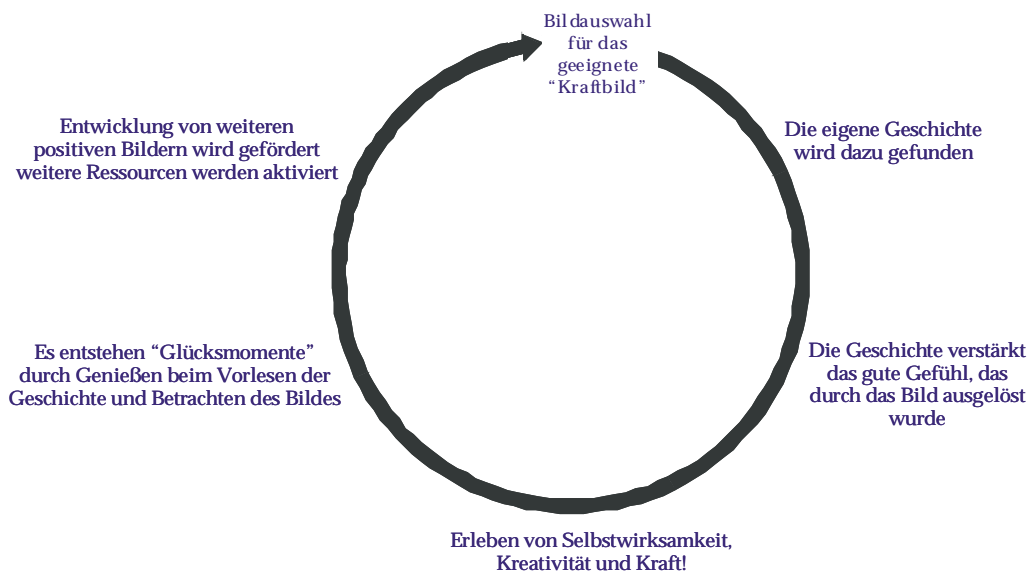 Bildauswahl
für das
geeignete
“Kraftbild”
Die eigene Geschichte
wird dazu gefunden
Die Geschichte verstärkt
das gute Gefühl, das
durch das Bild ausgelöst
wurde
Erleben von Selbstwirksamkeit,
Kreativität und Kraft!
Es entstehen “Glücksmomente”
durch Genießen beim Vorlesen der
Geschichte und Betrachten des Bildes
Entwicklung von weiteren
positiven Bildern wird gefördert
weitere Ressourcen werden aktiviert